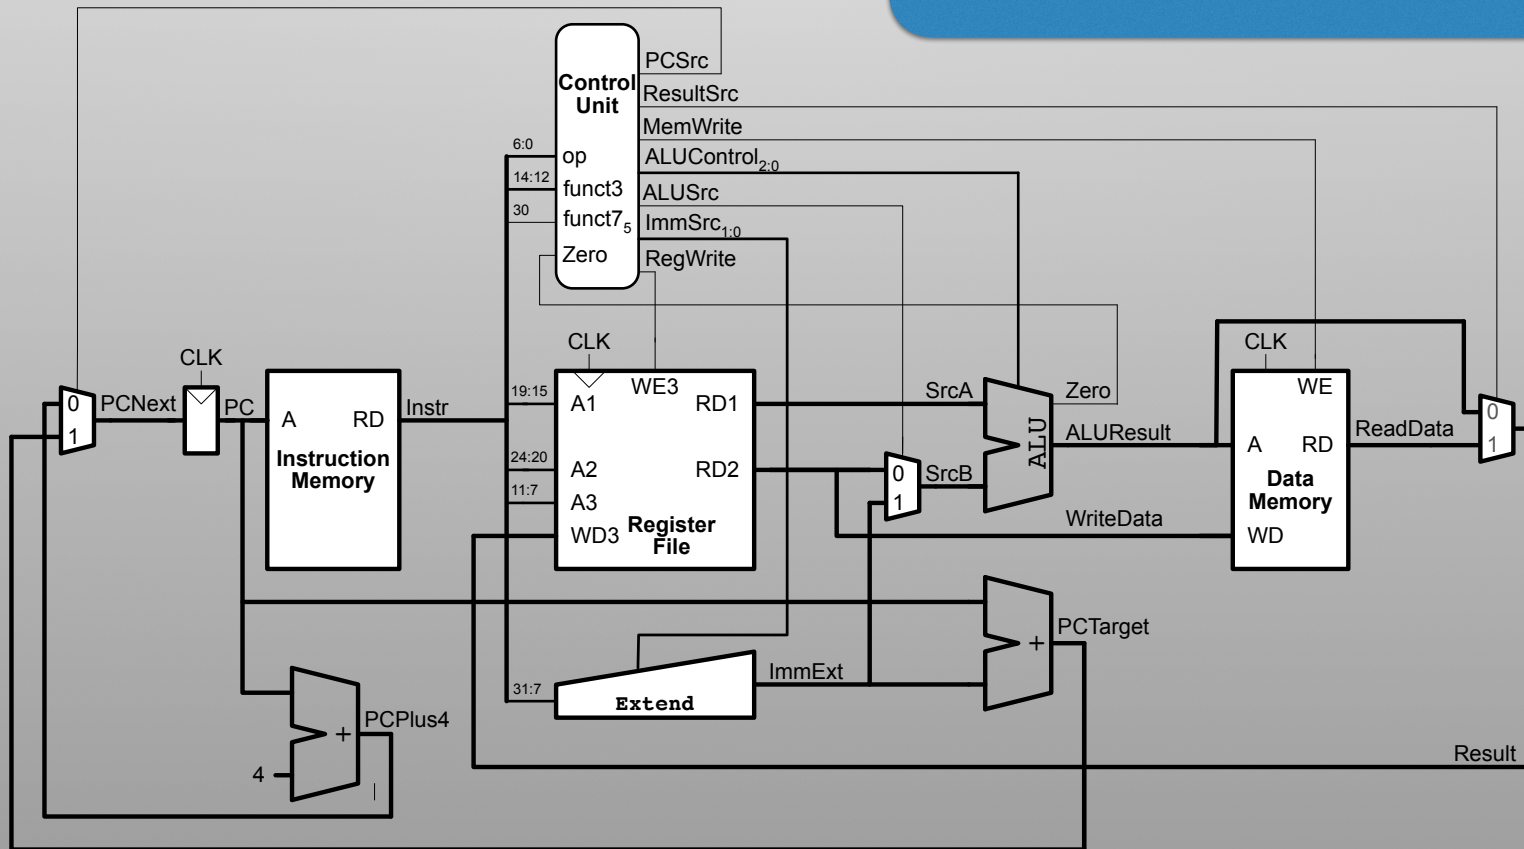 PCSrc
Control
Unit
ResultSrc
MemWrite
6:0
op
ALUControl2:0
14:12
funct3
ALUSrc
30
funct75
ImmSrc1:0
Zero
RegWrite
CLK
CLK
CLK
0
1
PCNext
PC
A
RD
Instruction
Memory
Instr
19:15
A1
WE3
RD1
24:20
A2
RD2
11:7
A3
WD3
Register
File
SrcA
0
1
SrcB
ALU
Zero
ALUResult
WriteData
WE
A
RD
Data
Memory
WD
ReadData
0
1
+
PCTarget
31:7
Extend
ImmExt
+
PCPlus4
4
Result